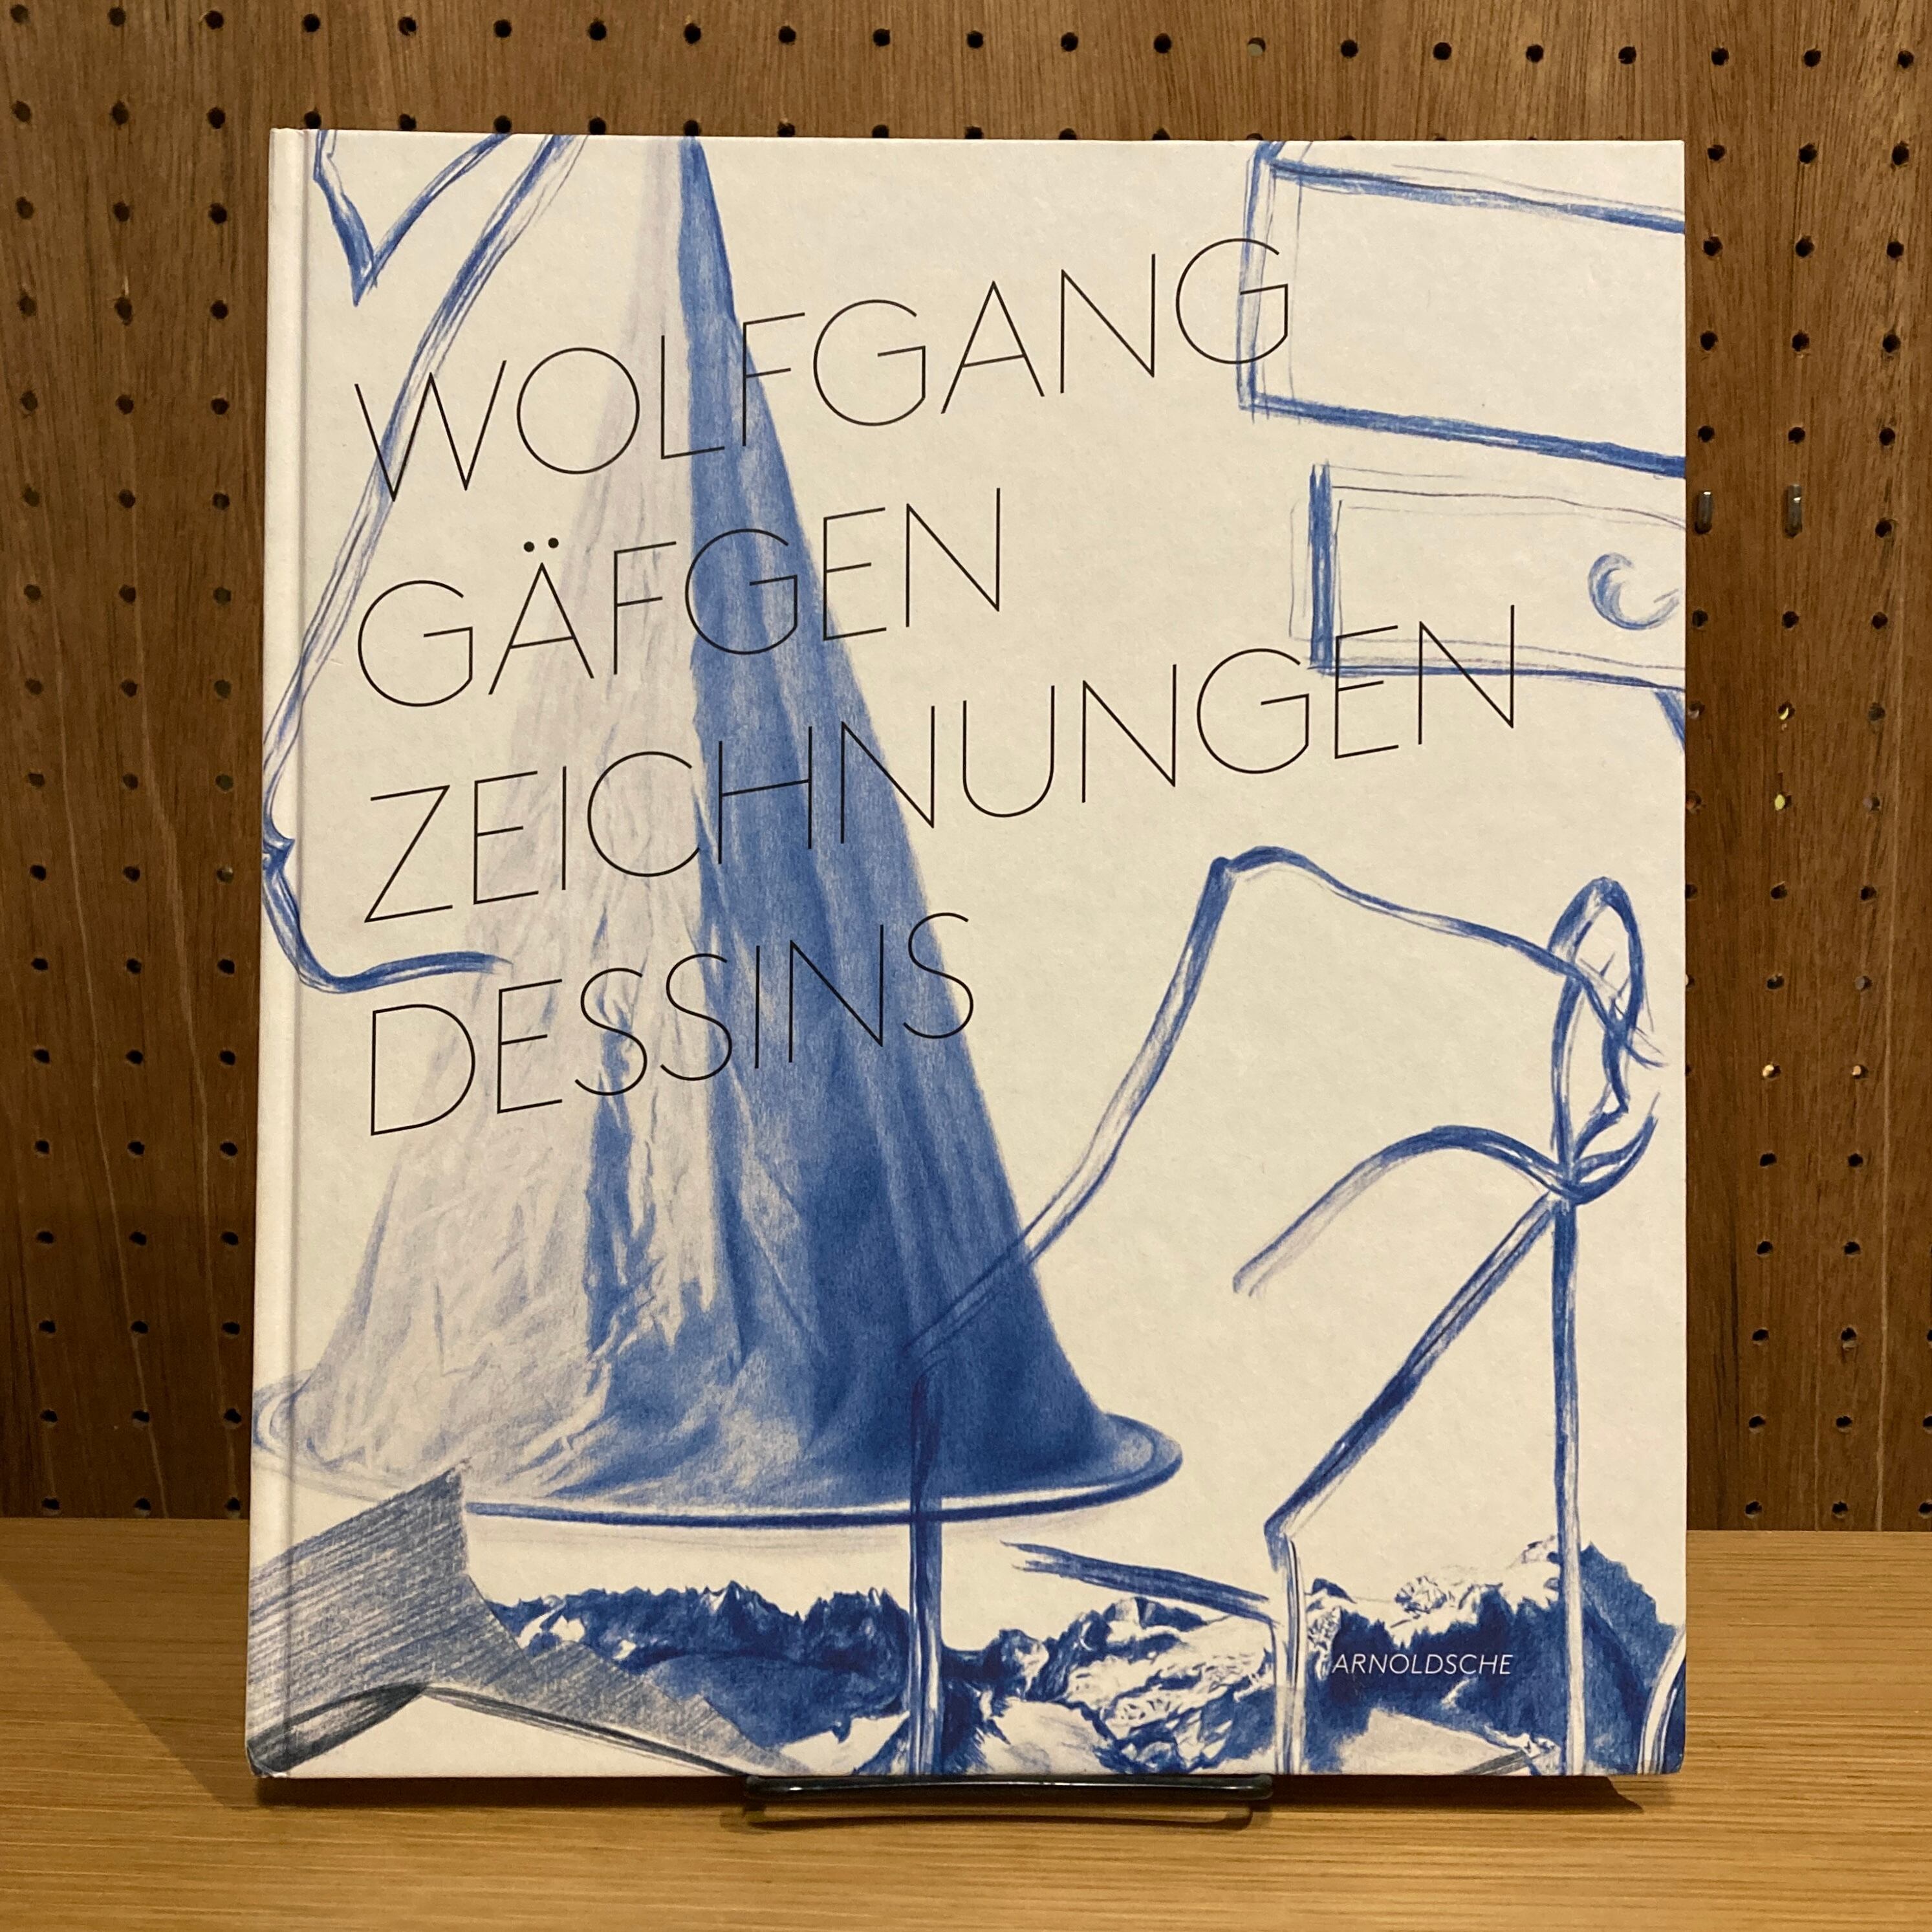 WOLFGANG
GÄFGEN
ZEICHNUNGEN
DESSINS
ARNOLDSCHE